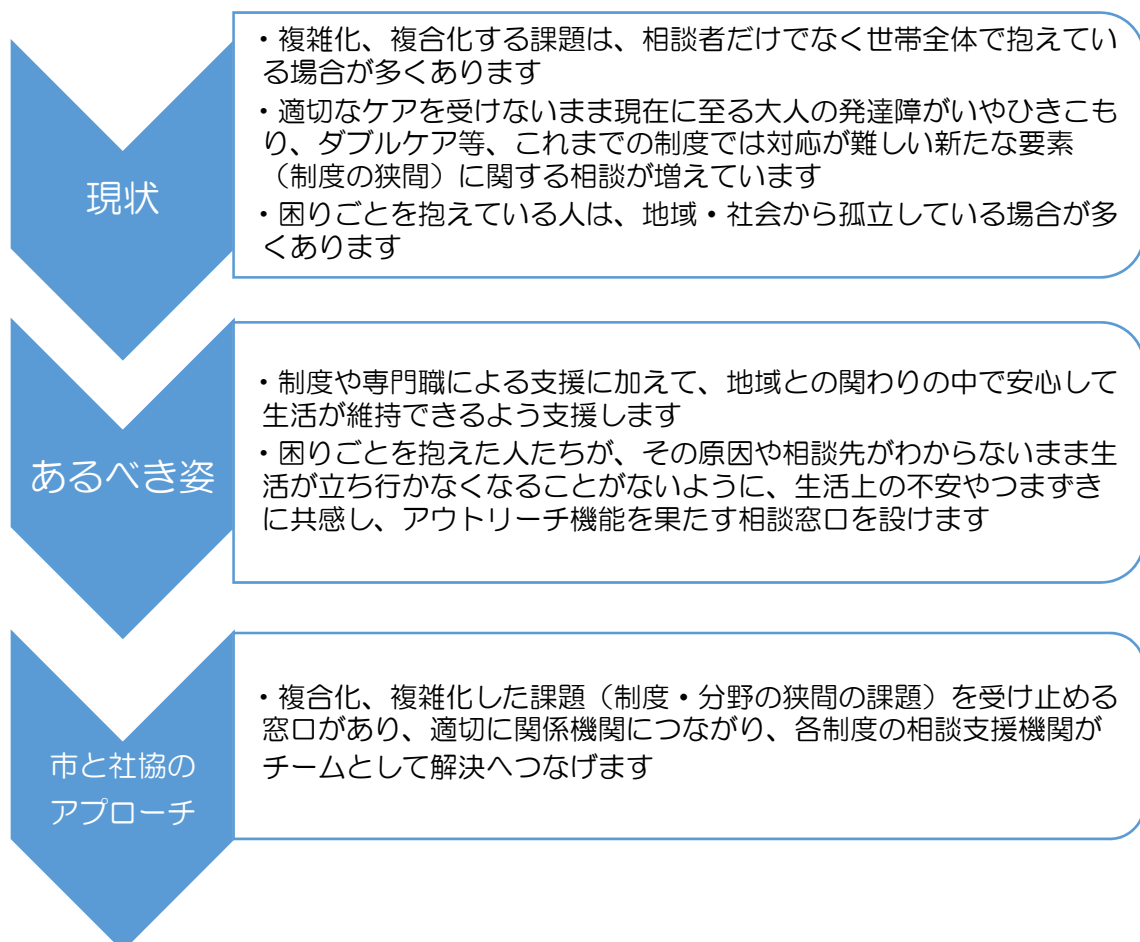 現状
・複雑化、複合化する課題は、相談者だけでなく世帯全体で抱えてい
る場合が多くあります
・適切なケアを受けないまま現在に至る大人の発達障がいやひきこも
り、ダブルケア等、これまでの制度では対応が難しい新たな要素
（制度の狭間）に関する相談が増えています
・困りごとを抱えている人は、地域・社会から孤立している場合が多
くあります
あるべき姿
・制度や専門職による支援に加えて、地域との関わりの中で安心して
生活が維持できるよう支援します
・困りごとを抱えた人たちが、その原因や相談先がわからないまま生
活が立ち行かなくなることがないように、生活上の不安やつまずき
に共感し、アウトリーチ機能を果たす相談窓口を設けます
市と社協の
アプローチ
・複合化、複雑化した課題（制度・分野の狭間の課題）を受け止める
窓口があり、適切に関係機関につながり、各制度の相談支援機関が
チームとして解決へつなげます